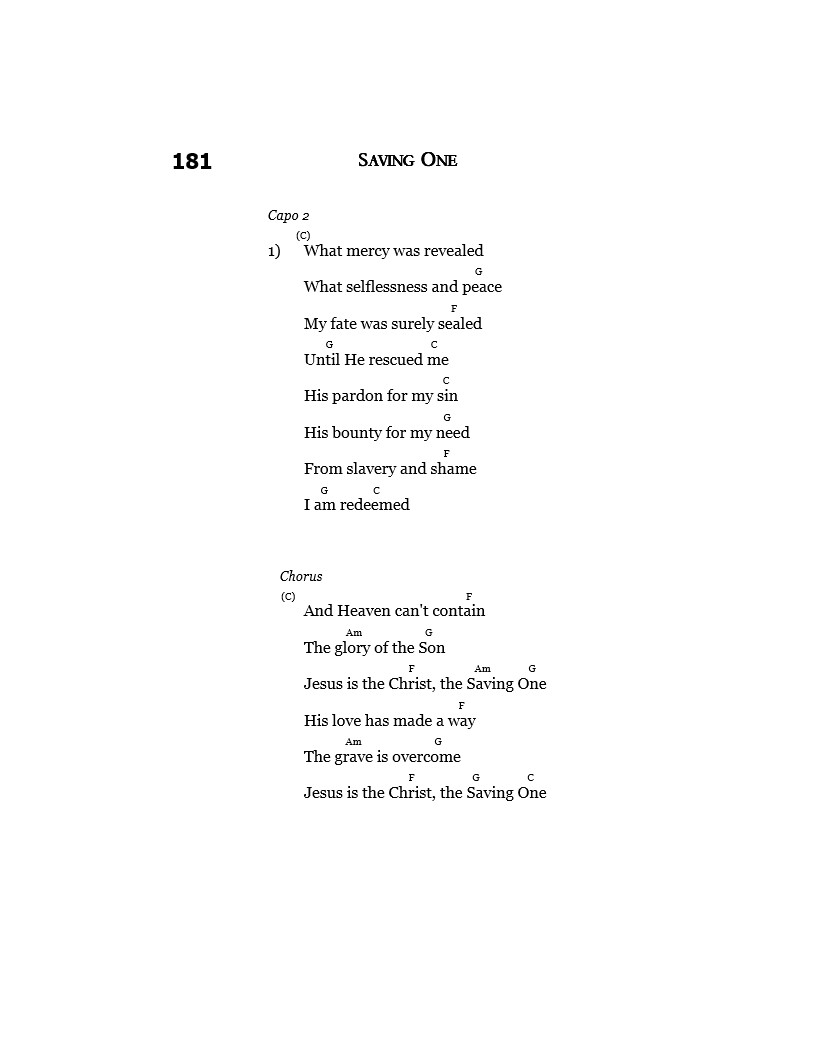 181 SAVING ONE
Capo 2
(C)
1) What mercy was revealed
G
What selflessness and peace
F
My fate was surely sealed
G C
Until He rescued me
C
His pardon for my sin
G
His bounty for my need
F
From slavery and shame
G C
I am redeemed
Chorus
(C) F
And Heaven can't contain
Am G
The glory of the Son
F Am G
Jesus is the Christ, the Saving One
F
His love has made a way
Am G
The grave is overcome
F G C
Jesus is the Christ, the Saving One